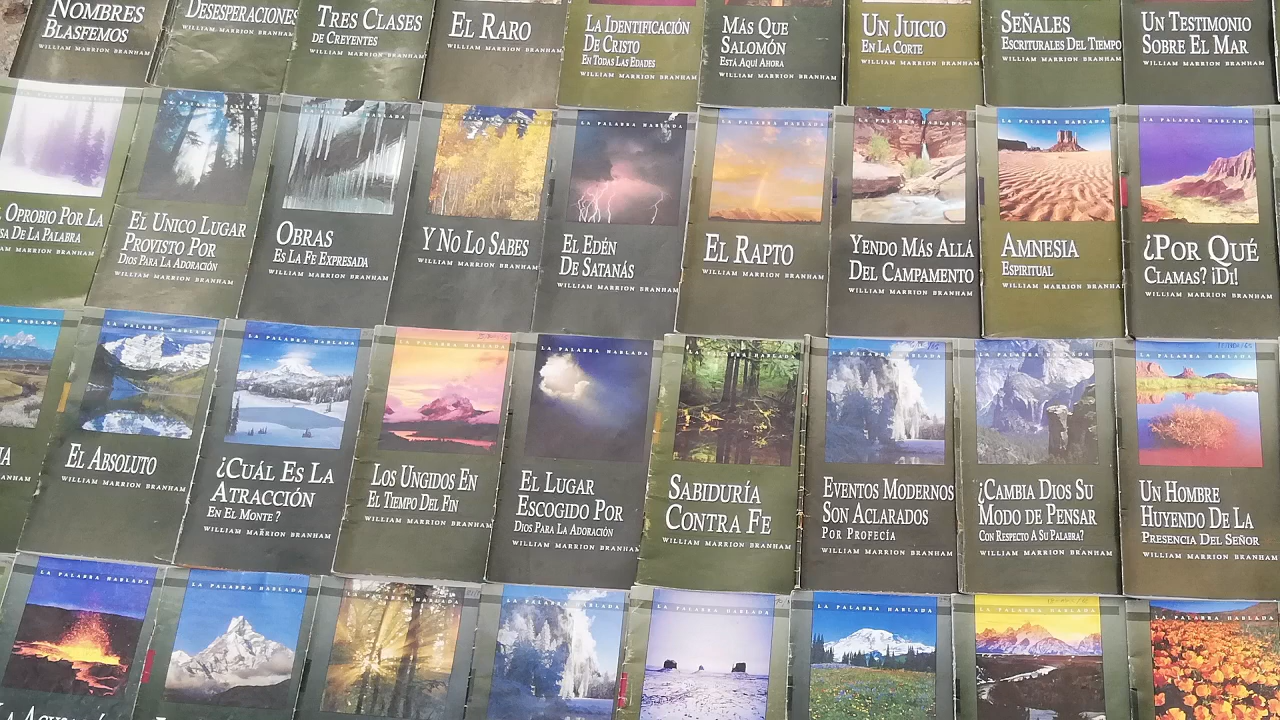 NOMBRES
BLASFEMOS
WILLIAM MARRION BRANHAM
DESESPERACIONES
WILLIAM MARRION BRANHAM
TRES CLASES
DE CREYENTES
WILLIAM MARRION BRANHAM
EL RARO
WILLIAM MARRION BRANHAM
LA IDENTIFICACIÓN
DE CRISTO
EN TODAS LAS EDADES
WILLIAM MARRION BRANHAM
MÁS QUE
SALOMÓN
ESTÁ AQUÍ AHORA
WILLIAM MARRION BRANHAM
UN JUICIO
EN LA CORTE
WILLIAM MARRION BRANHAM
SEÑALES
ESCRITURALES DEL TIEMPO
WILLIAM MARRION BRANHAM
UN TESTIMONIO
SOBRE EL MAR
WILLIAM MARRION BRANHAM
OPROBIO POR LA
SA DE LA PALABRA
WILLIAM MARRION BRANHAM
LA PALABRA HABLADA
EL UNICO LUGAR
PROVISTO POR
DIOS PARA LA ADORACIÓN
WILLIAM MARRION BRANHAM
OBRAS
ES LA FE EXPRESADA
WILLIAM MARRION BRANHAM
LA PALABRA HABLADA
Y NO LO SABES
WILLIAM MARRION BRANHAM
LA PALABRA HABLADA
EL EDÉN
DE SATANÁS
WILLIAM MARRION BRANHAM
LA PALABRA HABLADA
EL RAPTO
WILLIAM MARRION BRANHAM
LA PALABRA HABLADA
YENDO MÁS ALLÁ
DEL CAMPAMENTO
WILLIAM MARRION BRANHAM
LA PALABRA HABLADA
AMNESIA
ESPIRITUAL
WILLIAM MARRION BRANHAM
LA PALABRA HABLADA
¿POR QUÉ
CLAMAS? ¡DI!
WILLIAM MARRION BRANHAM
HABLADA
IA
LA PALABRA HABLADA
EL ABSOLUTO
WILLIAM MARRION BRANHAM
LA PALABRA HABLADA
¿CUÁL ES LA
ATRACCIÓN
EN EL MONTE?
WILLIAM MARRION BRANHAM
LA PALABRA HABLADA
LOS UNGIDOS EN
EL TIEMPO DEL FIN
WILLIAM MARRION BRANHAM
LA PALABRA HABLADA
EL LUGAR
ESCOGIDO POR
DIOS PARA LA ADORACIÓN
WILLIAM MARRION BRANHAM
LA PALABRA HABLADA
SABIDURÍA
CONTRA FE
WILLIAM MARRION BRANHAM
LA PALABRA HABLADA
EVENTOS MODERNOS
SON ACLARADOS
POR PROFECÍA
WILLIAM MARRION BRANHAM
LA PALABRA HABLADA
¿CAMBIA DIOS SU
MODO DE PENSAR
CON RESPECTO A SU PALABRA?
WILLIAM MARRION BRANHAM
LA PALABRA HABLADA
UN HOMBRE
HUYENDO DE LA
PRESENCIA DEL SEÑOR
WILLIAM MARRION BRANHAM
LA PALABRA HABLADA
LA PALABRA HABLADA
LA PALABRA HABLADA
LA PALABRA HABLADA
LA PALABRA HABLADA
LA PALABRA HABLADA
LA PALABRA HABLADA
LA PALABRA HABLADA